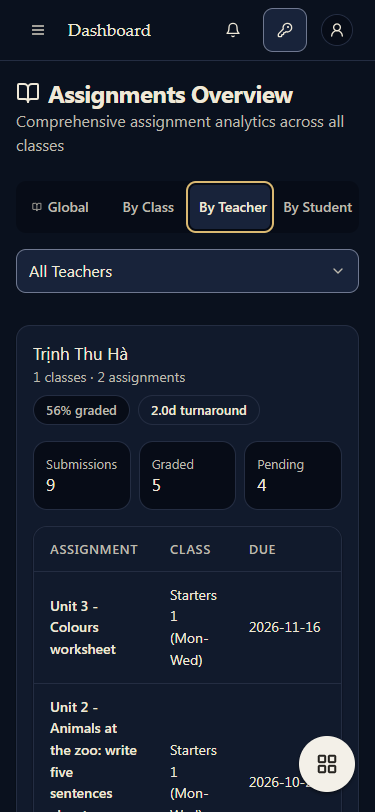 Dashboard
Assignments Overview
Comprehensive assignment analytics across all
classes
Global
By Class
By Teacher
By Student
All Teachers
Trịnh Thu Hà
1 classes · 2 assignments
56% graded
2.0d turnaround
Submissions
9
Graded
5
Pending
4
ASSIGNMENT
CLASS
DUE
Unit 3 -
Colours
worksheet
Starters
1
(Mon-
Wed)
2026-11-16
Unit 2 -
Animals at
the zoo: write
five
sentences
Starters
1
(Mon-
2026-10-